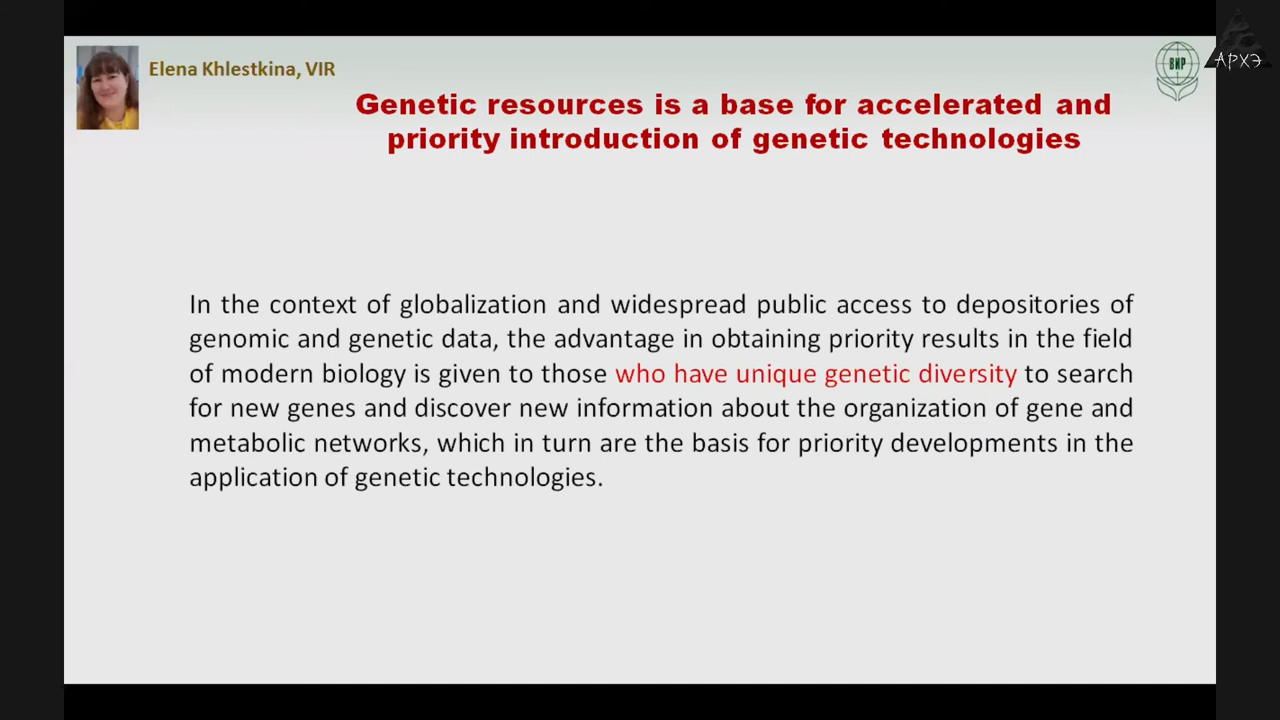 Elena Khlestkina, VIR
ВИР
АРХЭ
Genetic resources is a base for accelerated and
priority introduction of genetic technologies
In the context of globalization and widespread public access to depositories of
genomic and genetic data, the advantage in obtaining priority results in the field
of modern biology is given to those who have unique genetic diversity to search
for new genes and discover new information about the organization of gene and
metabolic networks, which in turn are the basis for priority developments in the
application of genetic technologies.